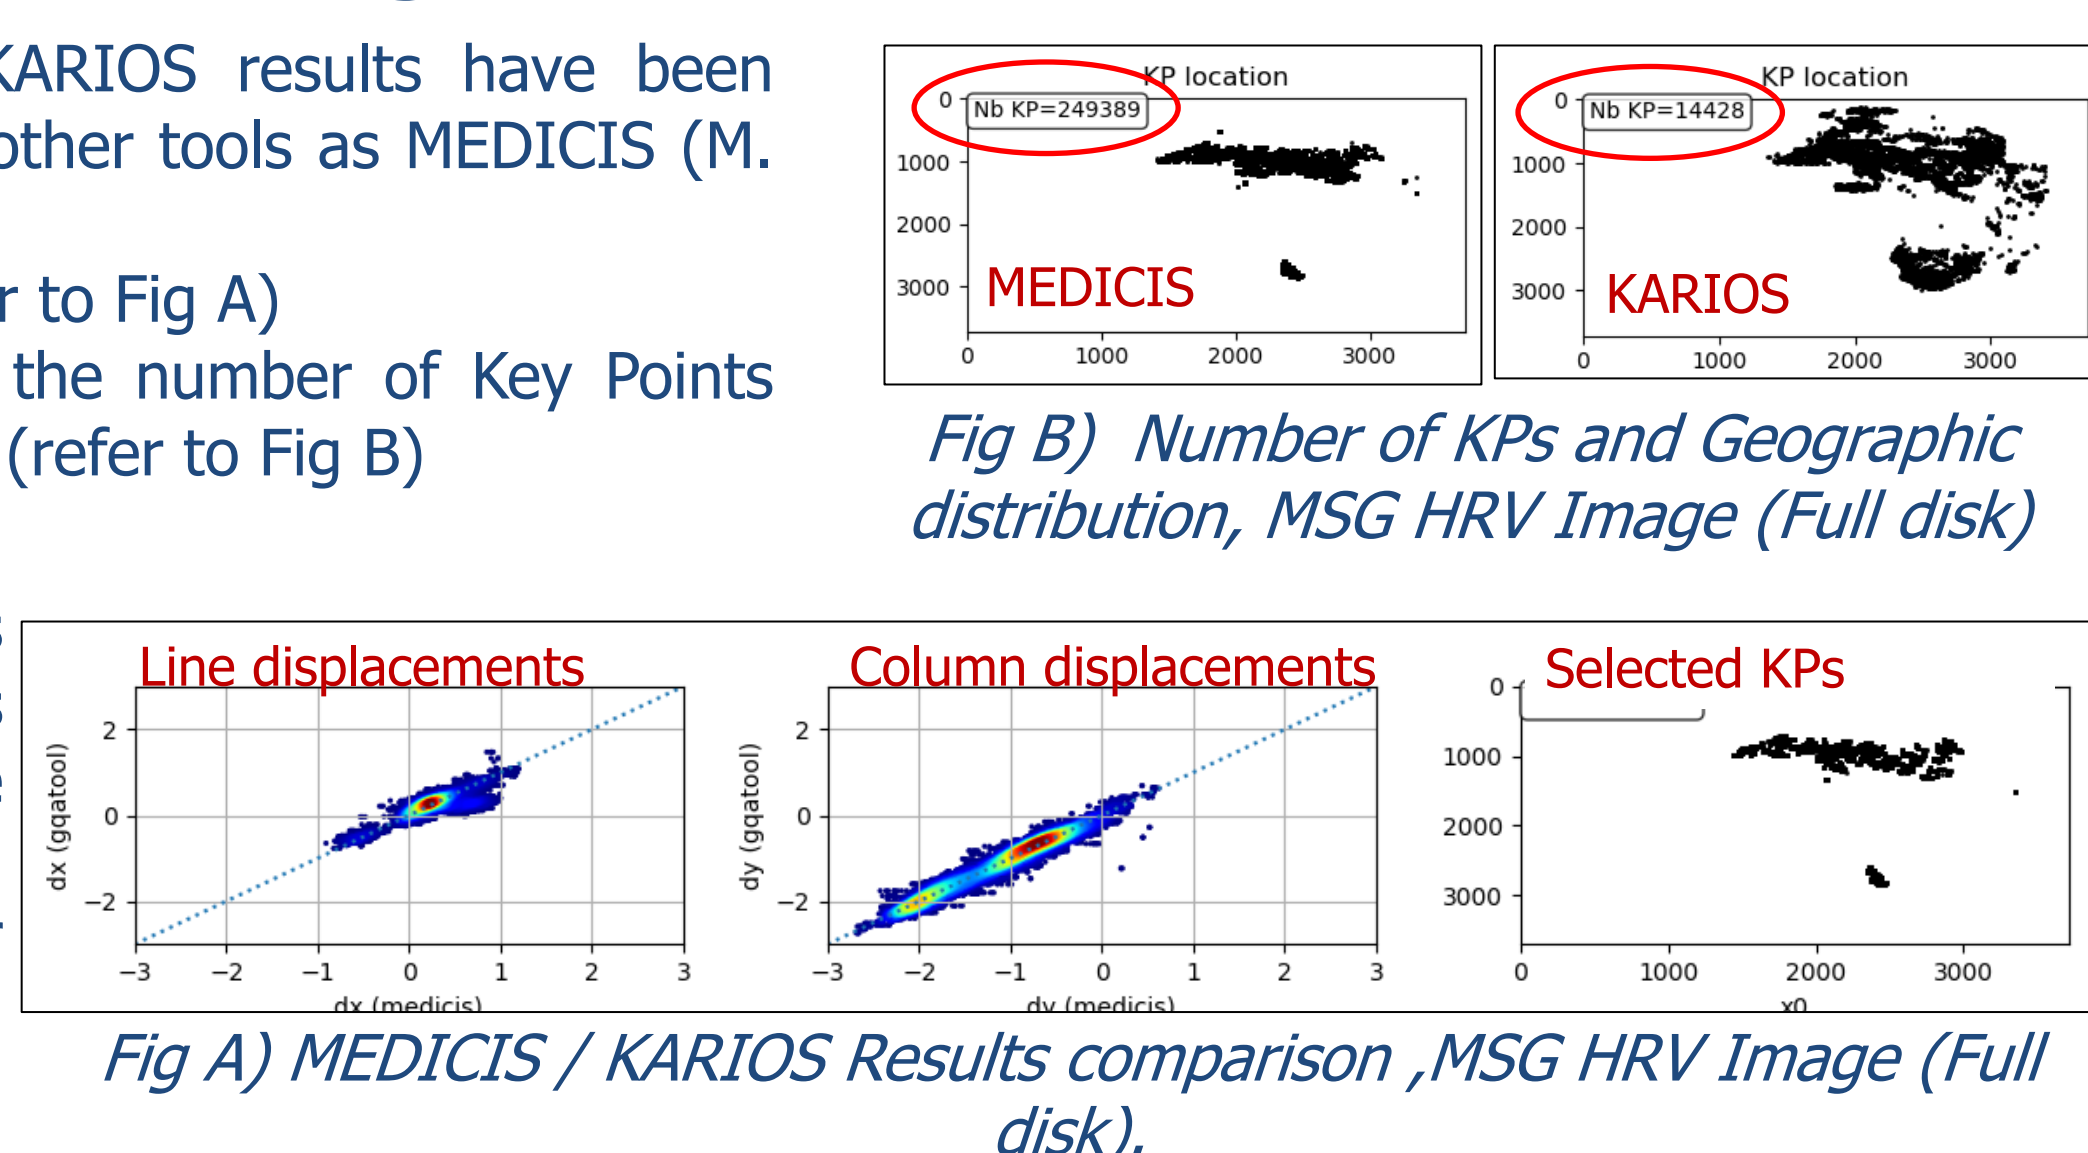 KARIOS results have been
other tools as MEDICIS (M.
to Fig A)
the number of Key Points
(refer to Fig B)
KP location
Nb KP=249389
0
1000
2000
3000
MEDICIS
0 1000 2000 3000
KP location
Nb KP=14428
0
1000
2000
3000
KARIOS
0 1000 2000 3000
Fig B) Number of KPs and Geographic
distribution, MSG HRV Image (Full disk)
Line displacements
dx (gqatool)
2
0
−2
−3 −2 −1 0 1 2 3
dx (medicis)
Column displacements
dy (gqatool)
2
0
−2
−3 −2 −1 0 1 2 3
dy (medicis)
Selected KPs
0
1000
2000
3000
0 1000 2000 3000
x0
Fig A) MEDICIS / KARIOS Results comparison ,MSG HRV Image (Full
disk).